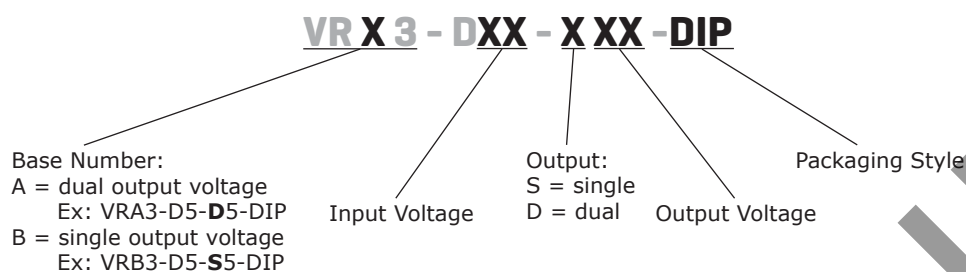 VR X 3 - DXX - X XX -DIP
Base Number:
A = dual output voltage
Ex: VRA3-D5-D5-DIP
B = single output voltage
Ex: VRB3-D5-S5-DIP
Input Voltage
Output:
S = single
D = dual
Output Voltage
Packaging Style